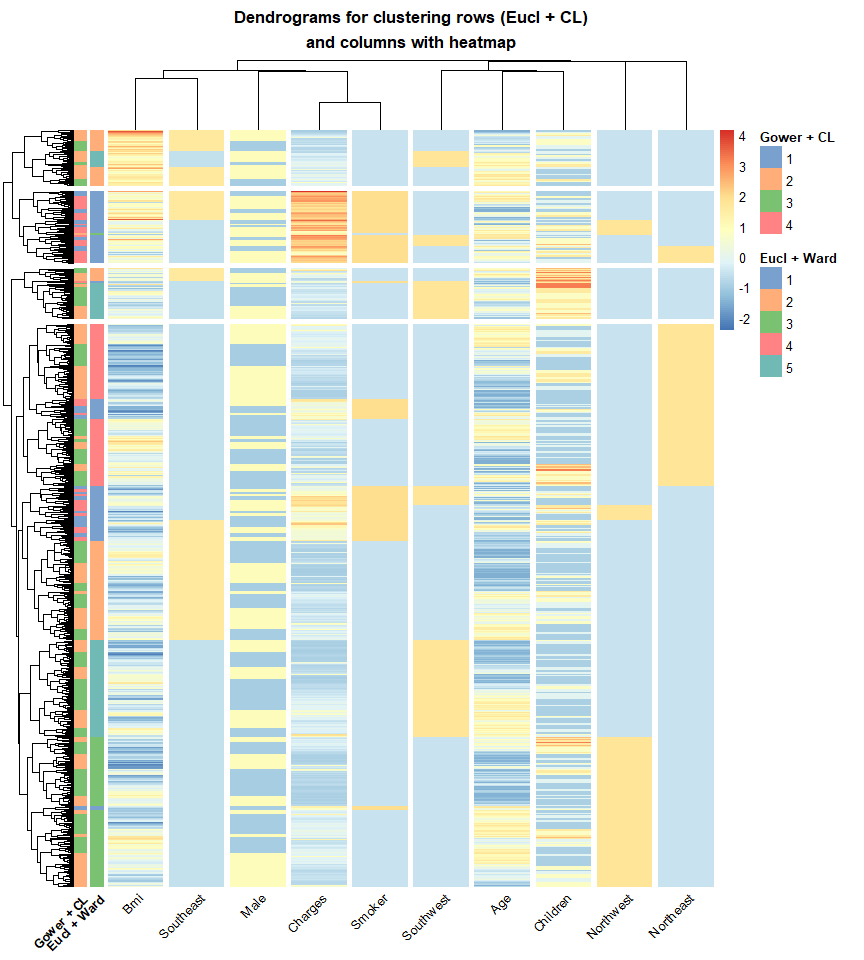 Dendrograms for clustering rows (Eucl + CL)
and columns with heatmap
4
3
2
1
0
-1
-2
Gower + CL
1
2
3
4
Eucl + Ward
1
2
3
4
5
Gower + CL
Eucl + Ward
Bmi
Southeast
Male
Charges
Smoker
Southwest
Age
Children
Northwest
Northeast